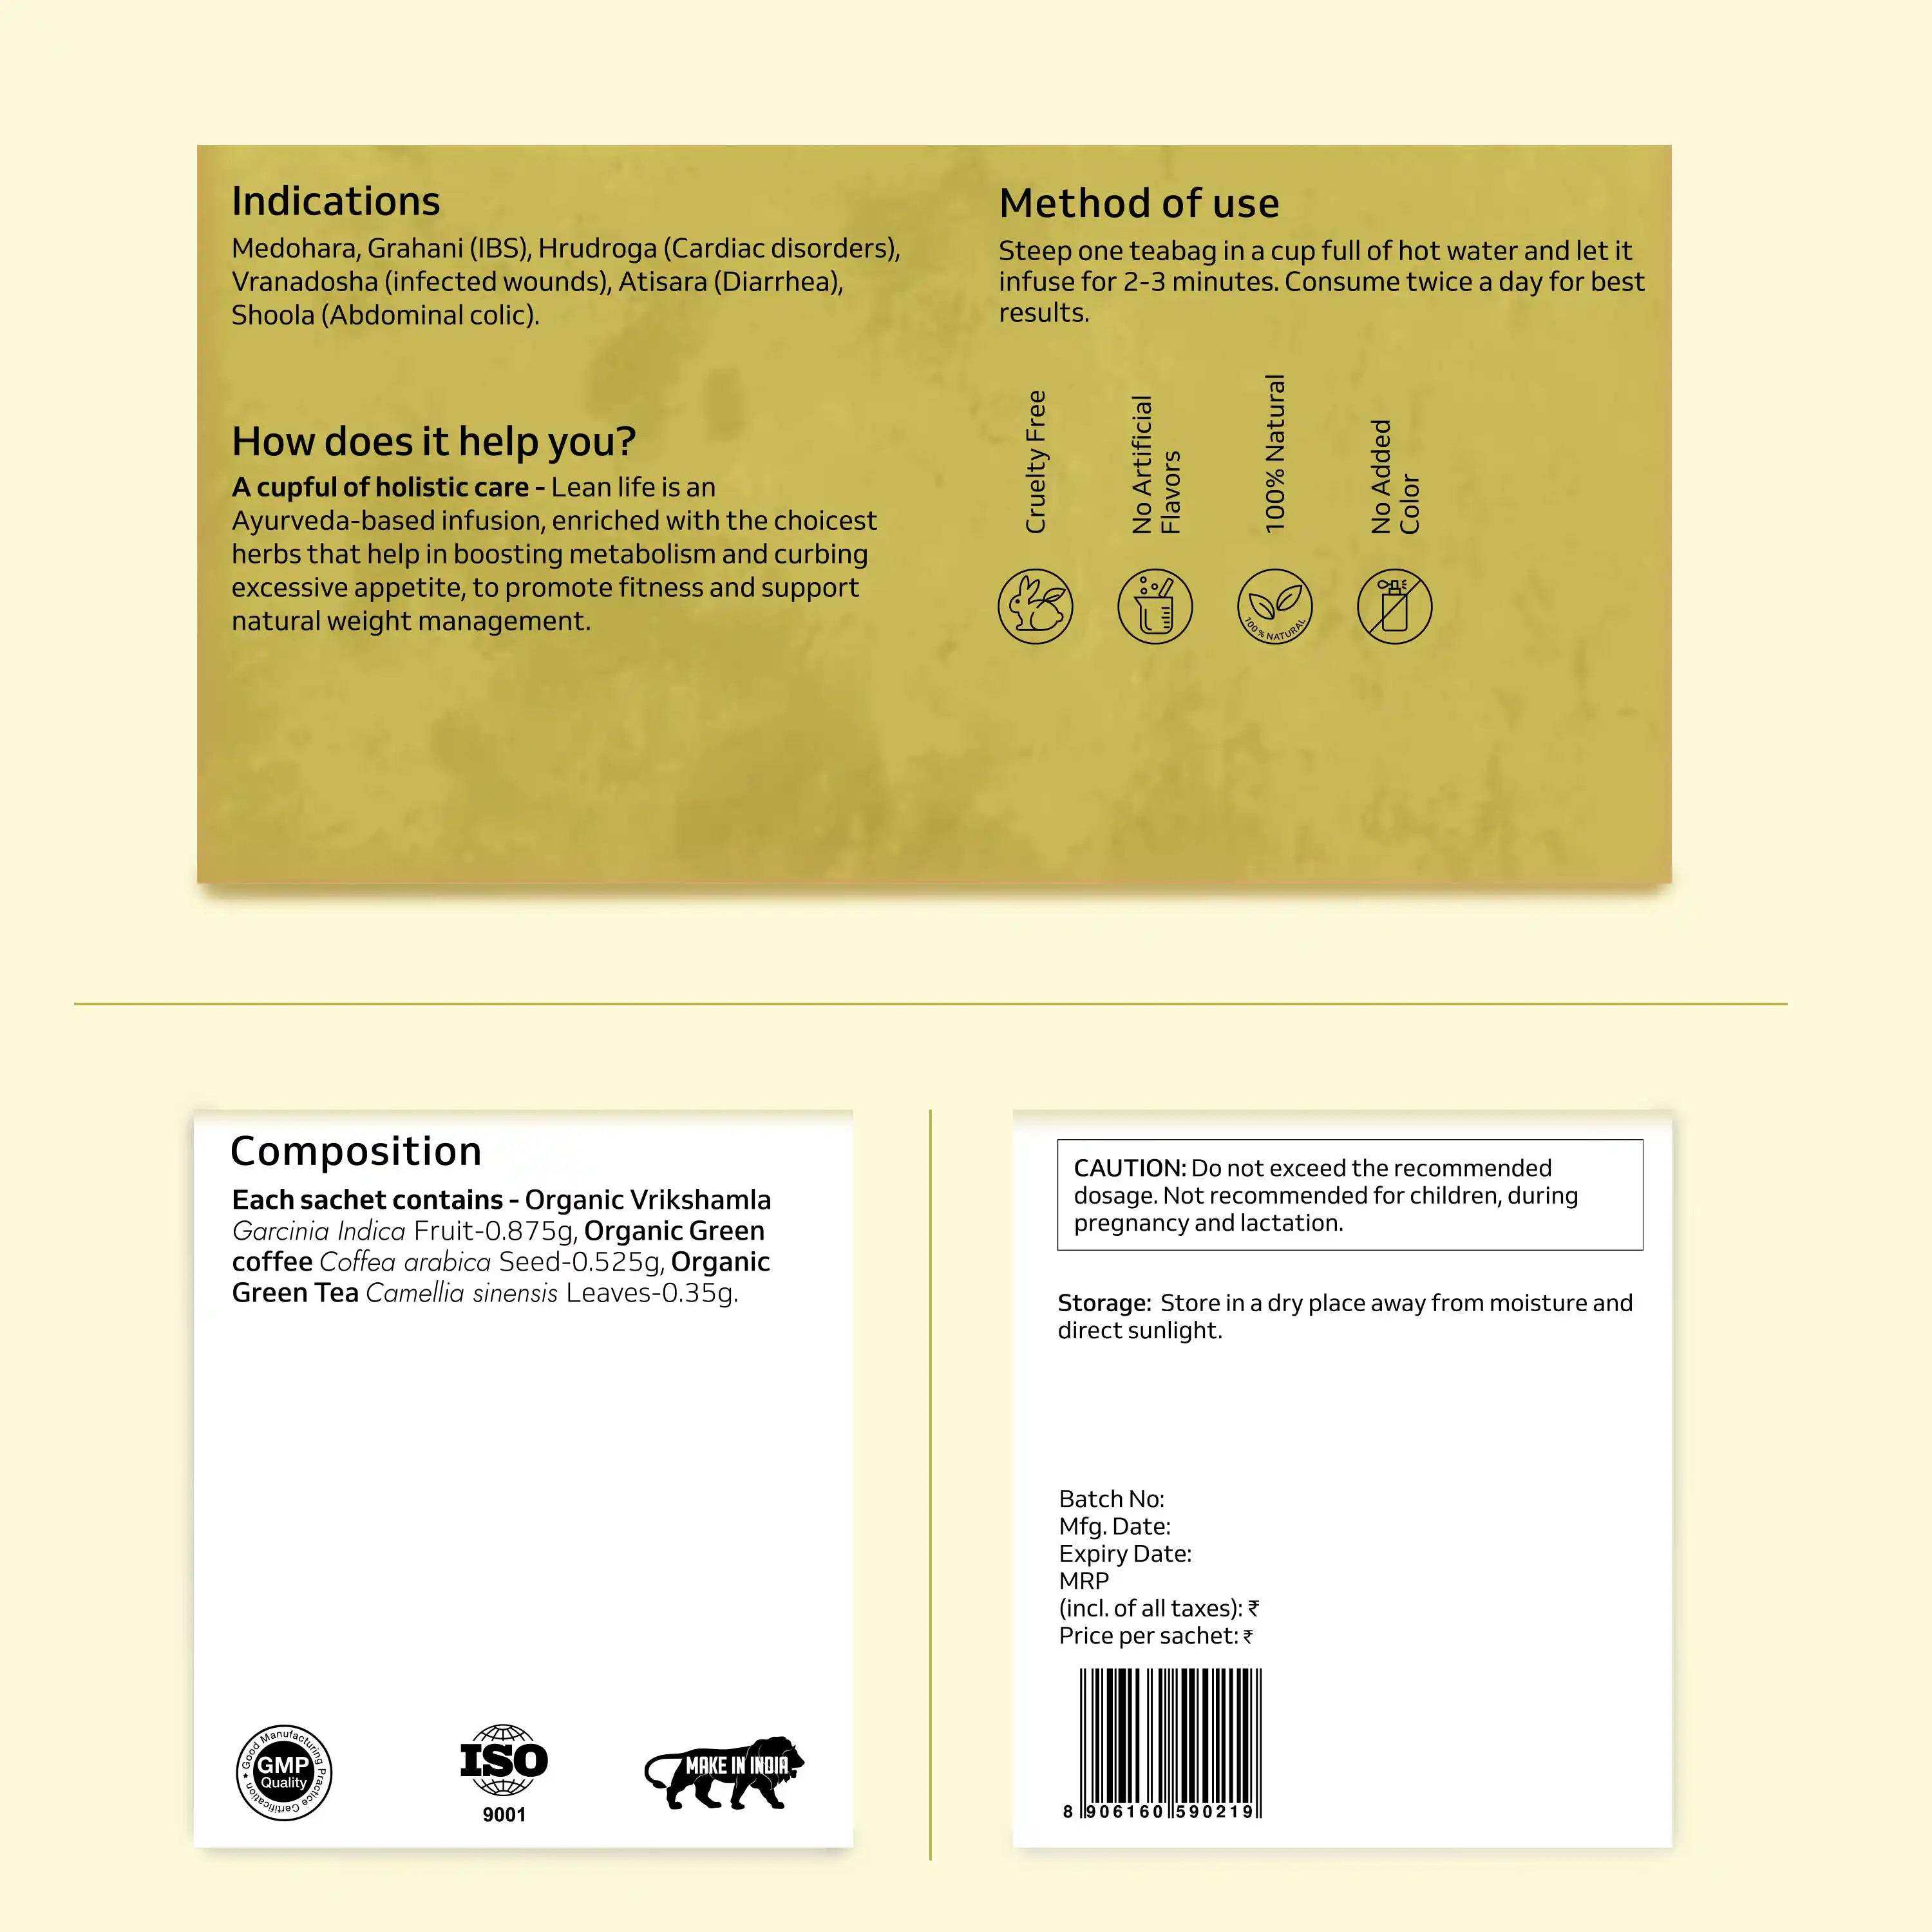 Indications
Medohara, Grahani (IBS), Hrudroga (Cardiac disorders),
Vranadosha (infected wounds), Atisara (Diarrhea),
Shoola (Abdominal colic).
How does it help you?
A cupful of holistic care - Lean life is an
Ayurveda-based infusion, enriched with the choicest
herbs that help in boosting metabolism and curbing
excessive appetite, to promote fitness and support
natural weight management.
Method of use
Steep one teabag in a cup full of hot water and let it
infuse for 2-3 minutes. Consume twice a day for best
results.
Cruelty Free
No Artificial
Flavors
100% Natural
No Added
Color
100% NATURAL
Composition
Each sachet contains - Organic Vrikshamla
Garcinia Indica Fruit-0.875g, Organic Green
coffee Coffea arabica Seed-0.525g, Organic
Green Tea Camellia sinensis Leaves-0.35g.
Good Manufacturing Practice Certification
GMP
Quality
ISO
9001
MAKE IN INDIA
CAUTION: Do not exceed the recommended
dosage. Not recommended for children, during
pregnancy and lactation.
Storage: Store in a dry place away from moisture and
direct sunlight.
Batch No:
Mfg. Date:
Expiry Date:
MRP
(incl. of all taxes): ₹
Price per sachet: ₹
8 906160 590219